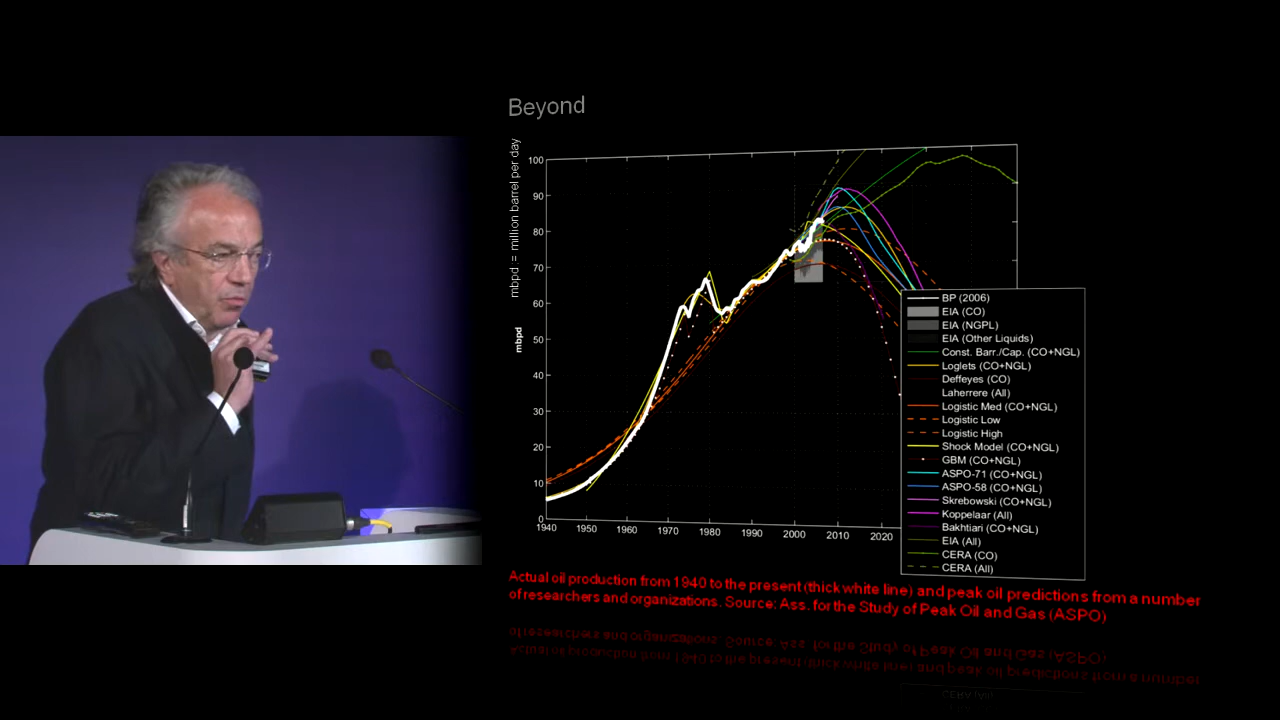 Beyond
mbpd = million barrel per day
mbpd
100
90
80
70
60
50
40
30
20
10
0
1940 1950 1960 1970 1980 1990 2000 2010 2020
BP (2006)
EIA (CO)
EIA (NGPL)
EIA (Other Liquids)
Const. Barr./Cap. (CO+NGL)
Loglets (CO+NGL)
Deffeyes (CO)
Laherrere (All)
Logistic Med (CO+NGL)
Logistic Low
Logistic High
Shock Model (CO+NGL)
GBM (CO+NGL)
ASPO-71 (CO+NGL)
ASPO-58 (CO+NGL)
Skrebowski (CO+NGL)
Koppelaar (All)
Bakhtiari (CO+NGL)
EIA (All)
CERA (CO)
CERA (All)
Actual oil production from 1940 to the present (thick white line) and peak oil predictions from a number
of researchers and organizations. Source: Ass. for the Study of Peak Oil and Gas (ASPO)